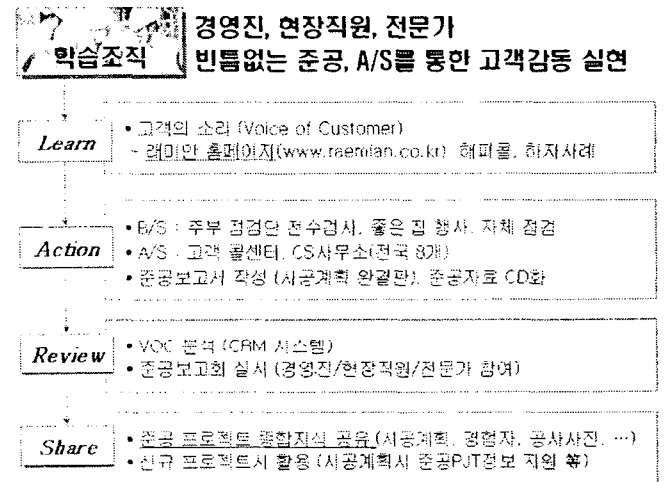 학습조직
경영진, 현장직원, 전문가
빈틈없는 준공, A/S를 통한 고객감동 실현
Learn
• 고객의 소리 (Voice of Customer)
- 래미안 홈페이지(www.raemian.co.kr) 해피콜, 하자사례
Action
• B/S : 주부 점검단 전수검사, 좋은 집 행사, 자체 점검
• A/S : 고객 콜센터, CS사무소(전국 8개)
• 준공보고서 작성 (시공계획 완결판), 준공자료 CD화
Review
• VOC 분석 (CRM 시스템)
• 준공보고회 실시 (경영진/현장직원/전문가 참여)
Share
• 준공 프로젝트 종합지식 공유 (시공계획, 경험자, 공사사진, …)
• 신규 프로젝트시 활용 (시공계획시 준공PJT정보 지원 等)